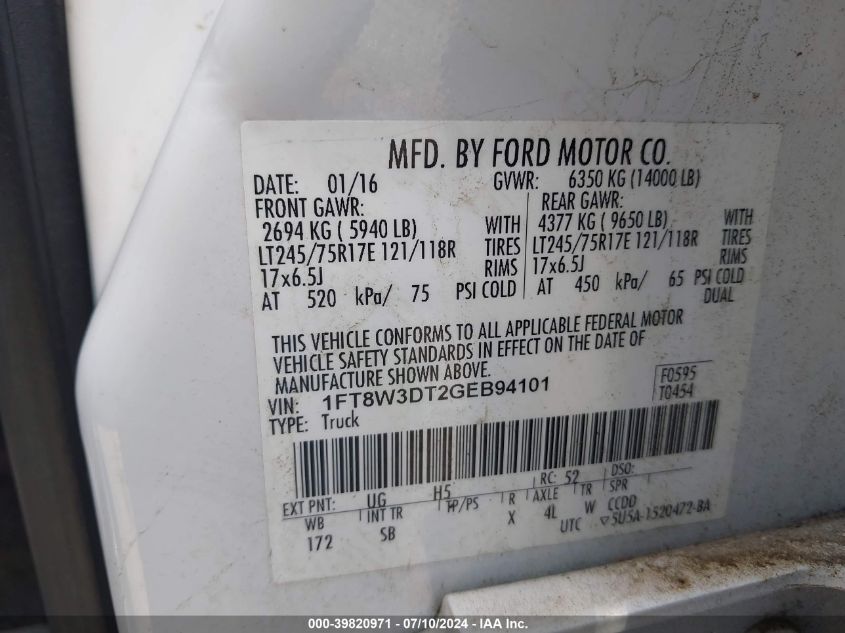 MFD. BY FORD MOTOR CO.
DATE: 01/16 GVWR: 6350 KG (14000 LB)
FRONT GAWR: REAR GAWR:
2694 KG ( 5940 LB) WITH 4377 KG ( 9650 LB) WITH
LT245/75R17E 121/118R TIRES LT245/75R17E 121/118R TIRES
17x6.5J RIMS 17x6.5J RIMS
AT 520 kPa/ 75 PSI COLD AT 450 kPa/ 65 PSI COLD
DUAL
THIS VEHICLE CONFORMS TO ALL APPLICABLE FEDERAL MOTOR
VEHICLE SAFETY STANDARDS IN EFFECT ON THE DATE OF
MANUFACTURE SHOWN ABOVE.
VIN: 1FT8W3DT2GEB94101 F0595
TYPE: Truck T0454
EXT PNT: UG H5 RC: 52 DSO:
WB INT TR TP/PS R AXLE TR SPR
172 SB X 4L W CCDD
UTC ▽5U5A-1520472-BA
000-39820971 - 07/10/2024 - IAA Inc.